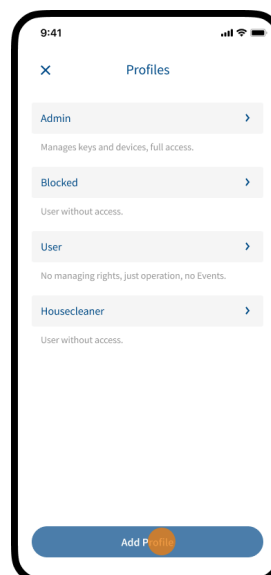 9:41
Profiles
Admin
Manages keys and devices, full access.
Blocked
User without access.
User
No managing rights, just operation, no Events.
Housecleaner
User without access.
Add Profile